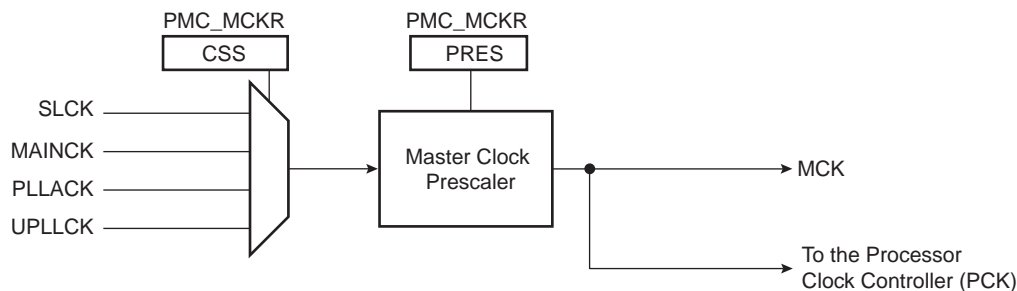 PMC_MCKR
PMC_MCKR
CSS
PRES
SLCK
MAINCK
PLLACK
UPLLCK
Master Clock
Prescaler
MCK
To the Processor
Clock Controller (PCK)